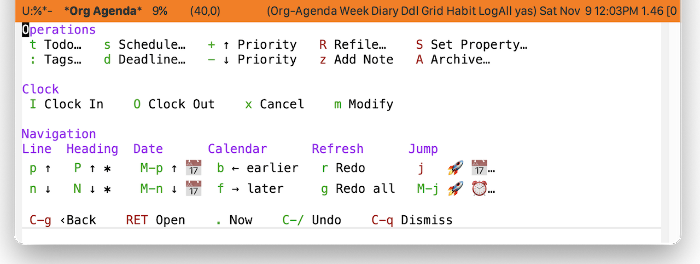 U:%*-  *Org Agenda*  9%  (40,0)  (Org-Agenda Week Diary Ddl Grid Habit LogAll yas) Sat Nov 9 12:03PM 1.46 [0
Operations
t Todo…  s Schedule…  + ↑ Priority  R Refile…  S Set Property…
: Tags…  d Deadline…  − ↓ Priority  z Add Note  A Archive…
Clock
I Clock In  O Clock Out  x Cancel  m Modify
Navigation
Line  Heading  Date  Calendar  Refresh  Jump
p ↑  P ↑ ✱  M-p ↑ 📅  b ← earlier  r Redo  j 🚀 📅…
n ↓  N ↓ ✱  M-n ↓ 📅  f → later  g Redo all  M-j 🚀 ⏰…
C-g ‹Back  RET Open  . Now  C-/ Undo  C-q Dismiss